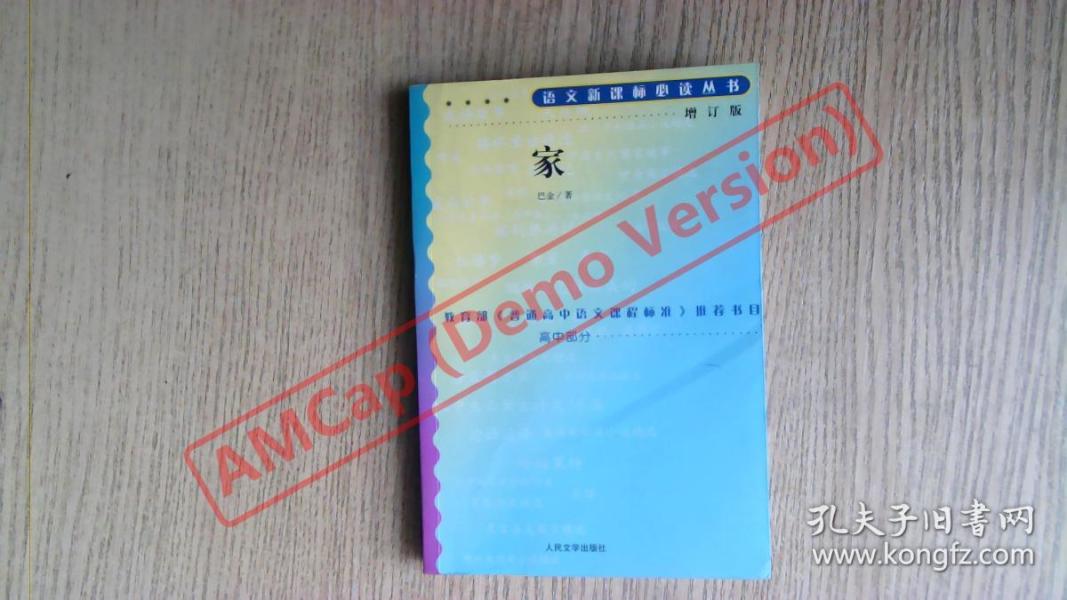 语文新课标必读丛书
增订版
家
巴金/著
教育部《普通高中语文课程标准》推荐书目
高中部分
人民文学出版社
AMCap (Demo Version)
孔夫子旧书网
www.kongfz.com